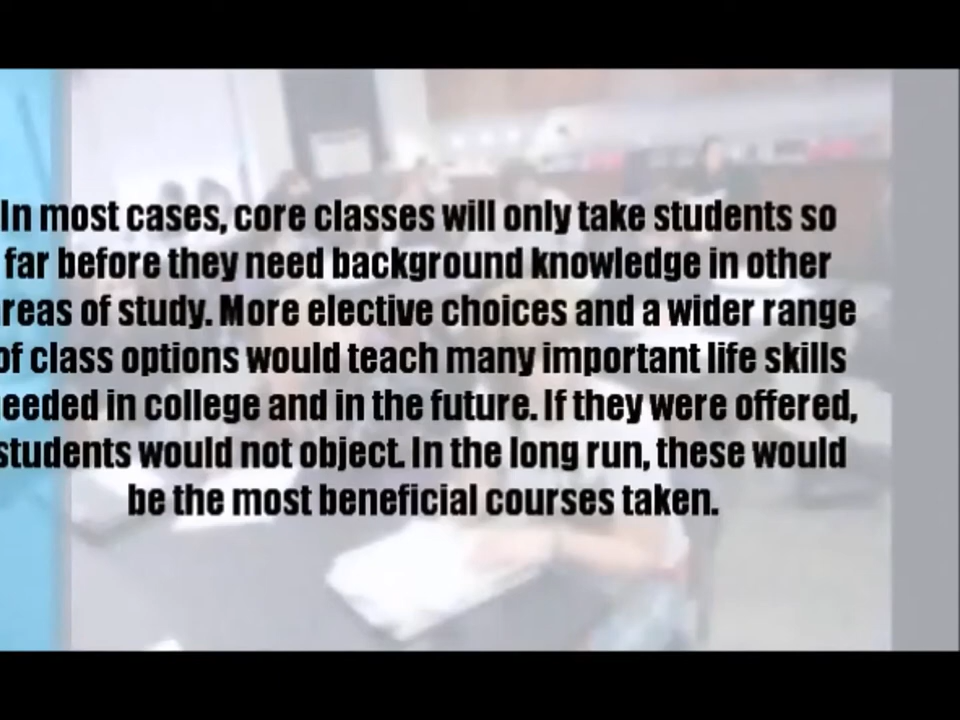 In most cases, core classes will only take students so
far before they need background knowledge in other
reas of study. More elective choices and a wider range
of class options would teach many important life skills
eeded in college and in the future. If they were offered,
students would not object. In the long run, these would
be the most beneficial courses taken.